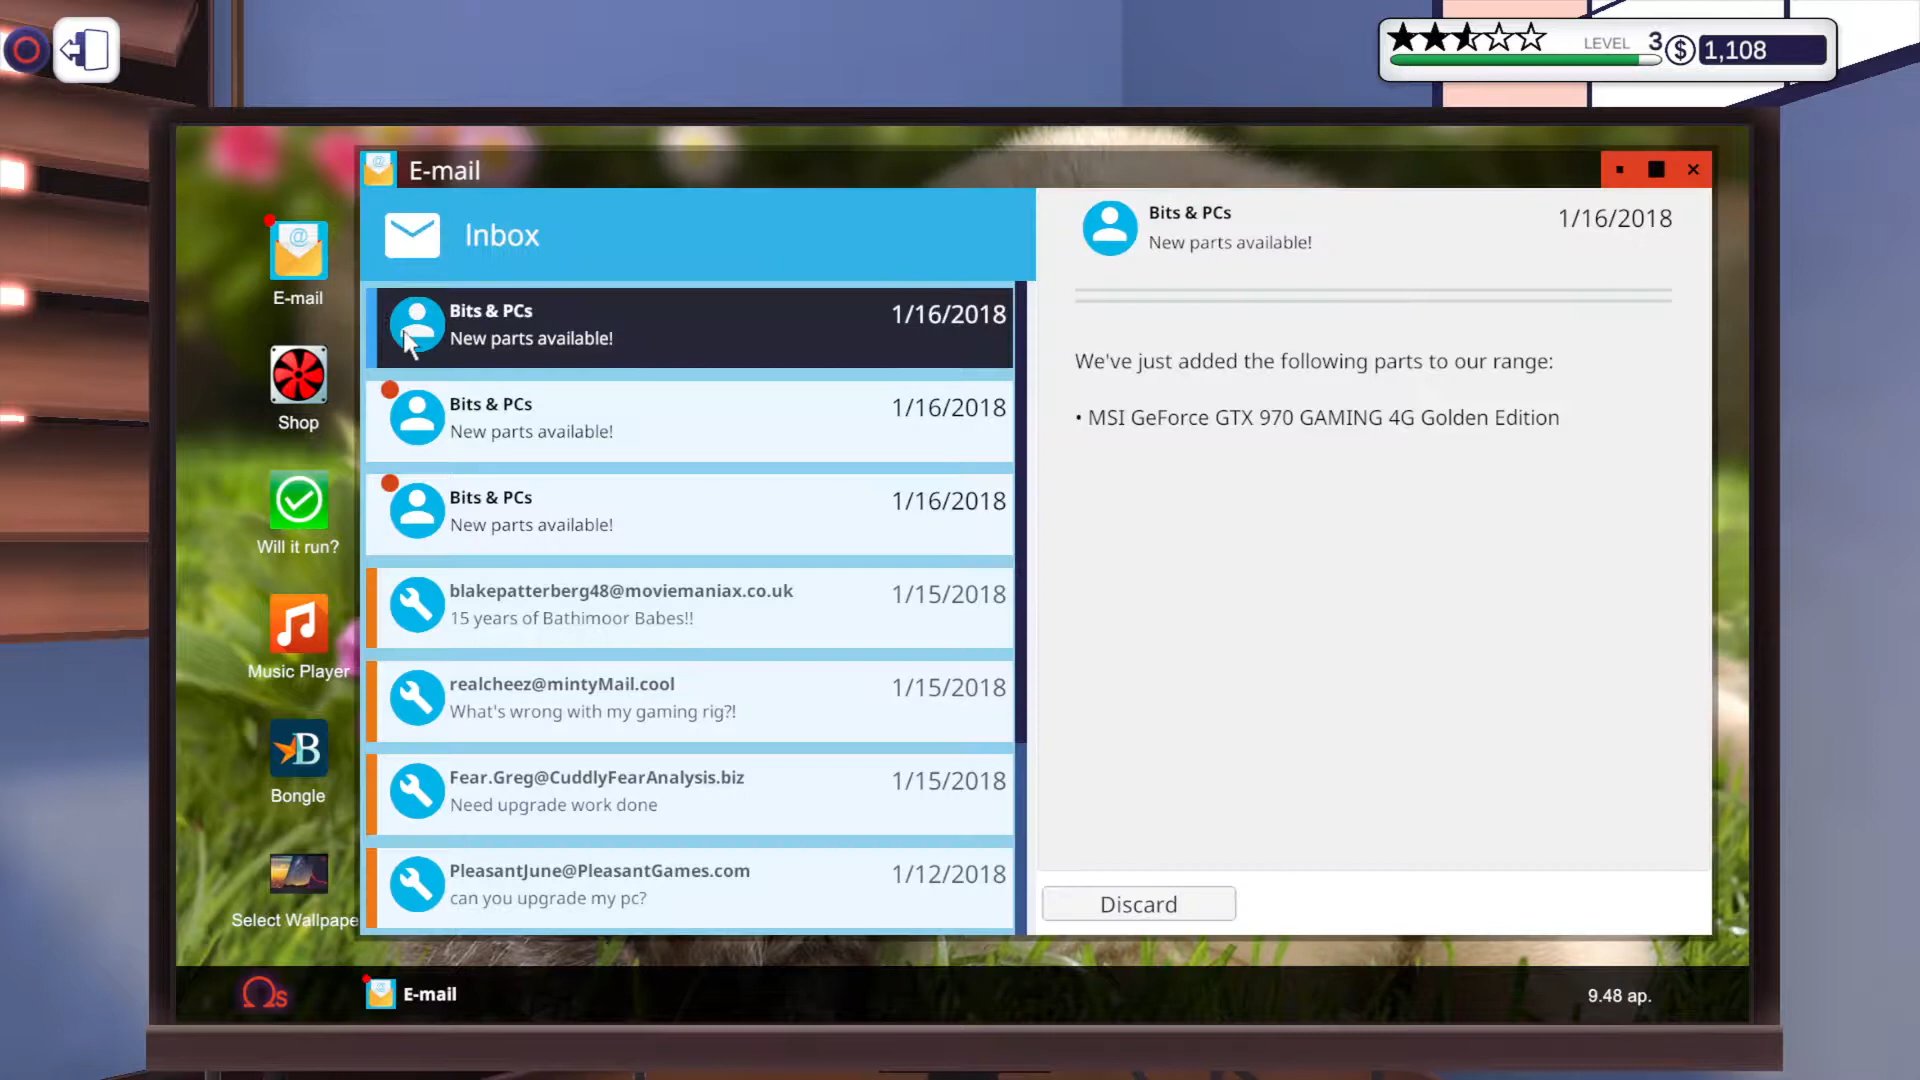 LEVEL 3
1,108
E-mail
Inbox
Bits & PCs
New parts available!
1/16/2018
Bits & PCs
New parts available!
1/16/2018
Bits & PCs
New parts available!
1/16/2018
blakepatterberg48@moviemaniax.co.uk
15 years of Bathimoor Babes!!
1/15/2018
realcheez@mintyMail.cool
What's wrong with my gaming rig?!
1/15/2018
Fear.Greg@CuddlyFearAnalysis.biz
Need upgrade work done
1/15/2018
PleasantJune@PleasantGames.com
can you upgrade my pc?
1/12/2018
Bits & PCs
New parts available!
1/16/2018
We've just added the following parts to our range:
• MSI GeForce GTX 970 GAMING 4G Golden Edition
Discard
E-mail
Shop
Will it run?
Music Player
Bongle
Select Wallpape
Ωs
E-mail
9.48 ap.